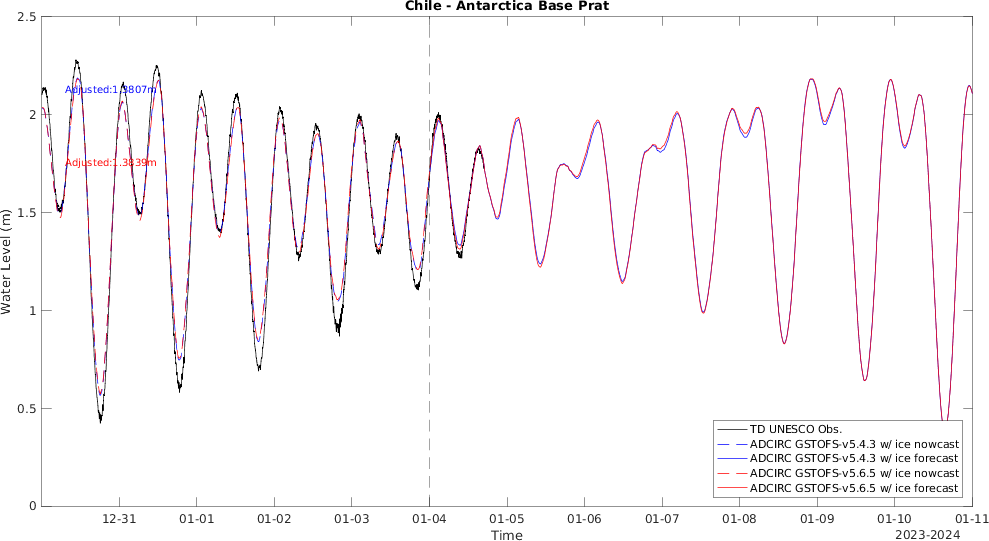 Chile - Antarctica Base Prat
2.5
2
1.5
1
0.5
0
Water Level (m)
Adjusted:1.3807m
Adjusted:1.3839m
TD UNESCO Obs.
ADCIRC GSTOFS-v5.4.3 w/ ice nowcast
ADCIRC GSTOFS-v5.4.3 w/ ice forecast
ADCIRC GSTOFS-v5.6.5 w/ ice nowcast
ADCIRC GSTOFS-v5.6.5 w/ ice forecast
12-31 01-01 01-02 01-03 01-04 01-05 01-06 01-07 01-08 01-09 01-10 01-11
Time
2023-2024